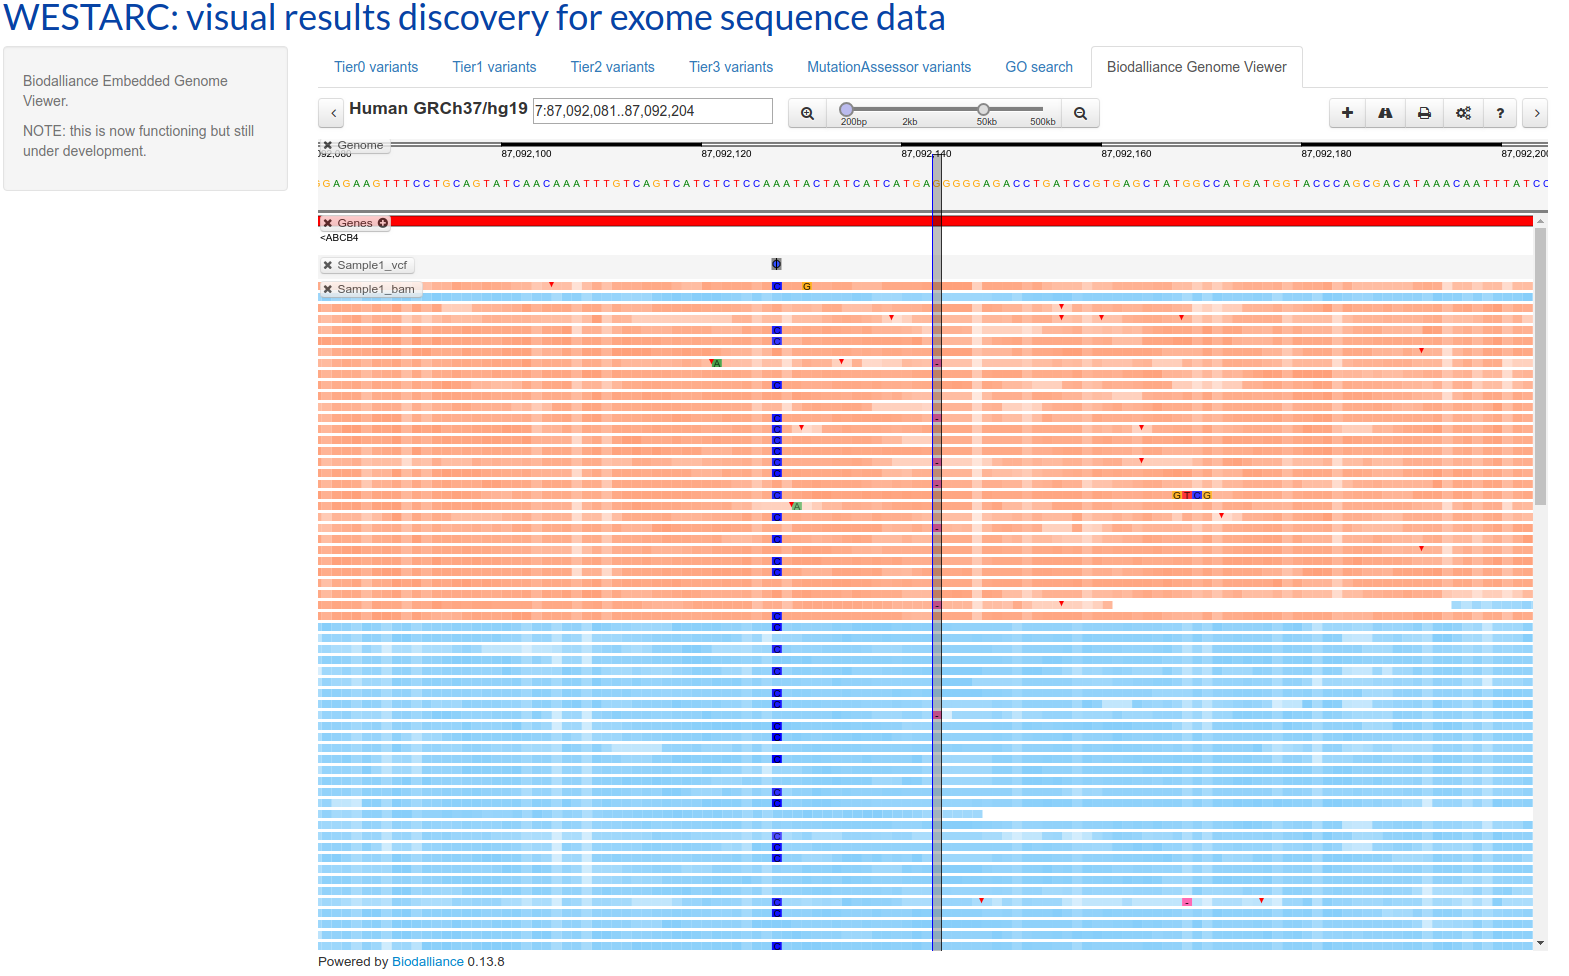 WESTARC: visual results discovery for exome sequence data
Biodalliance Embedded Genome
Viewer.
NOTE: this is now functioning but still
under development.
Tier0 variants Tier1 variants Tier2 variants Tier3 variants MutationAssessor variants GO search Biodalliance Genome Viewer
Human GRCh37/hg19 7:87,092,081..87,092,204
200bp 2kb 50kb 500kb
?
Genome
87,092,100 87,092,120 87,092,140 87,092,160 87,092,180 87,092,200
GAGAAGTTTCCTGCAGTATCAACAAATTTGTCAGTCATCTCTCCAAATACTATCATCATGAGGGGGAGACCTGATCCGTGAGCTATGGCCATGATGGTACCCAGCGACATAAACAATTTATCC
Genes
<ABCB4
Sample1_vcf
Sample1_bam
C G
C
C
A -
C
C -
C
C
C
C -
C
-
C G T C G
A
C
-
C
C
C
-
C
C
C
C
C
C
-
C
C
C
C
C
C
C
C
C -
C
C
Powered by Biodalliance 0.13.8